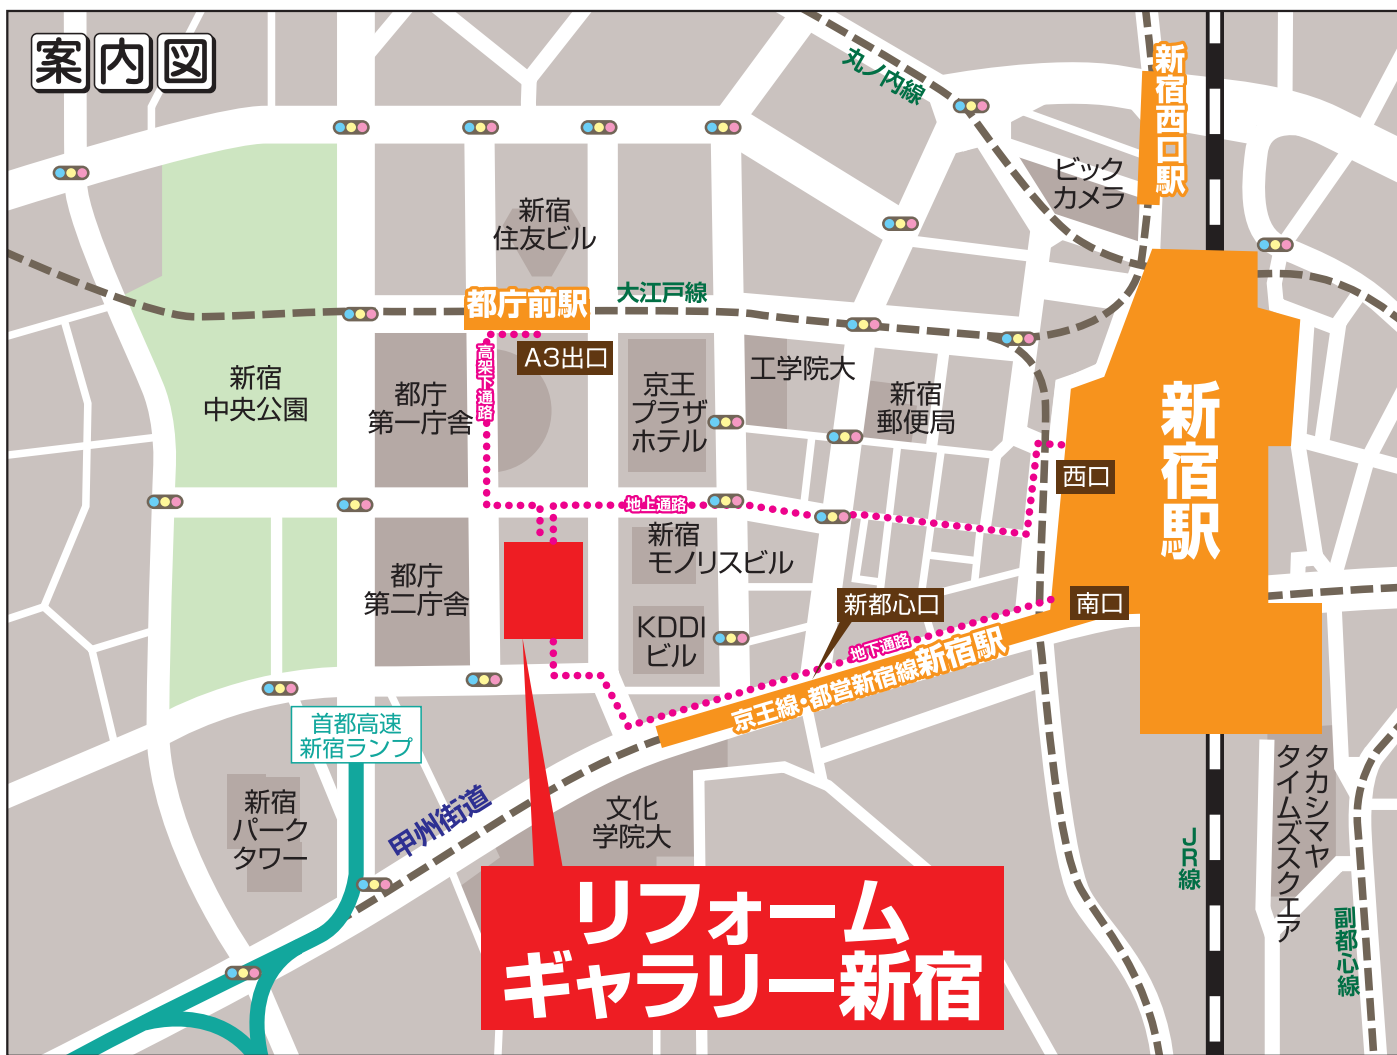 案内図
丸ノ内線
新宿西口駅
ビック
カメラ
新宿
住友ビル
都庁前駅
大江戸線
A3出口
高架下通路
新宿
中央公園
都庁
第一庁舎
京王
プラザ
ホテル
工学院大
新宿
郵便局
新宿駅
西口
地上通路
新宿
モノリスビル
都庁
第二庁舎
KDDI
ビル
新都心口
南口
地下通路
京王線・都営新宿線新宿駅
首都高速
新宿ランプ
新宿
パーク
タワー
甲州街道
文化
学院大
JR線
タカシマヤ
タイムズスクエア
副都心線
リフォーム
ギャラリー新宿